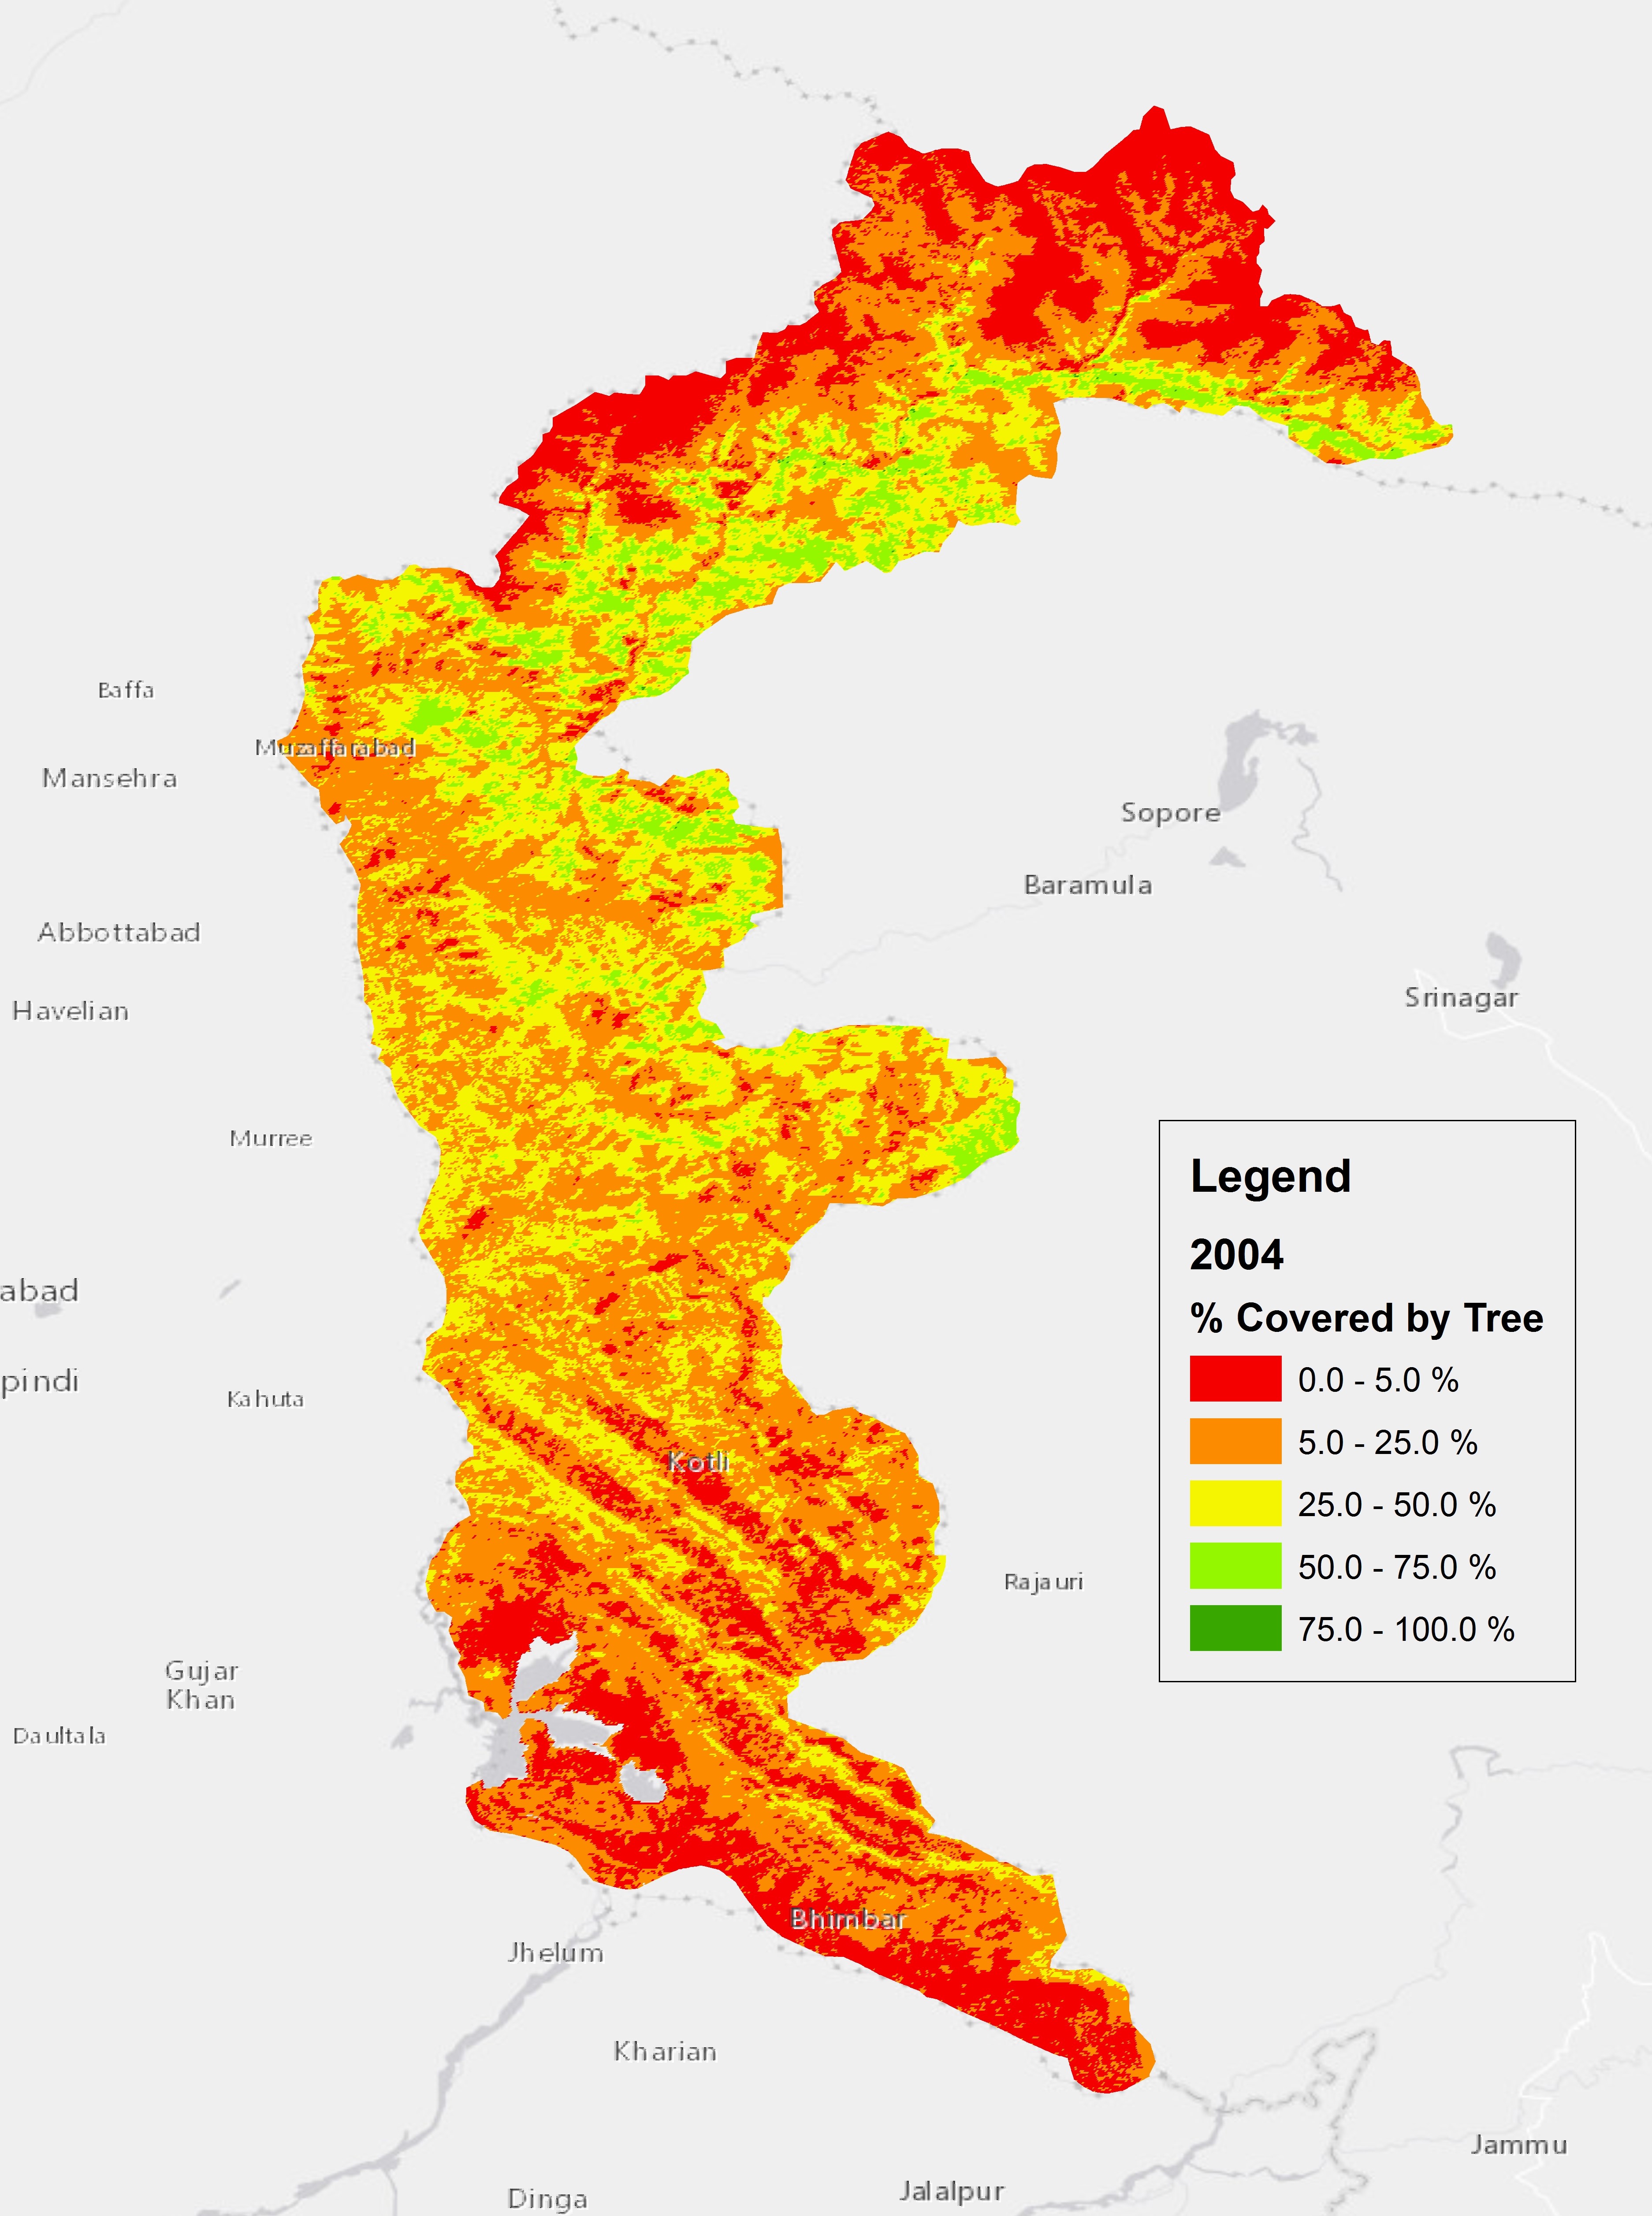 Baffa
Muzaffarabad
Mansehra
Sopore
Baramula
Abbottabad
Srinagar
Havelian
Murree
Legend
2004
% Covered by Tree
0.0 - 5.0 %
5.0 - 25.0 %
25.0 - 50.0 %
50.0 - 75.0 %
75.0 - 100.0 %
abad
pindi
Kahuta
Kotli
Rajauri
Gujar
Khan
Daultala
Bhimbar
Jhelum
Kharian
Jammu
Dinga
Jalalpur